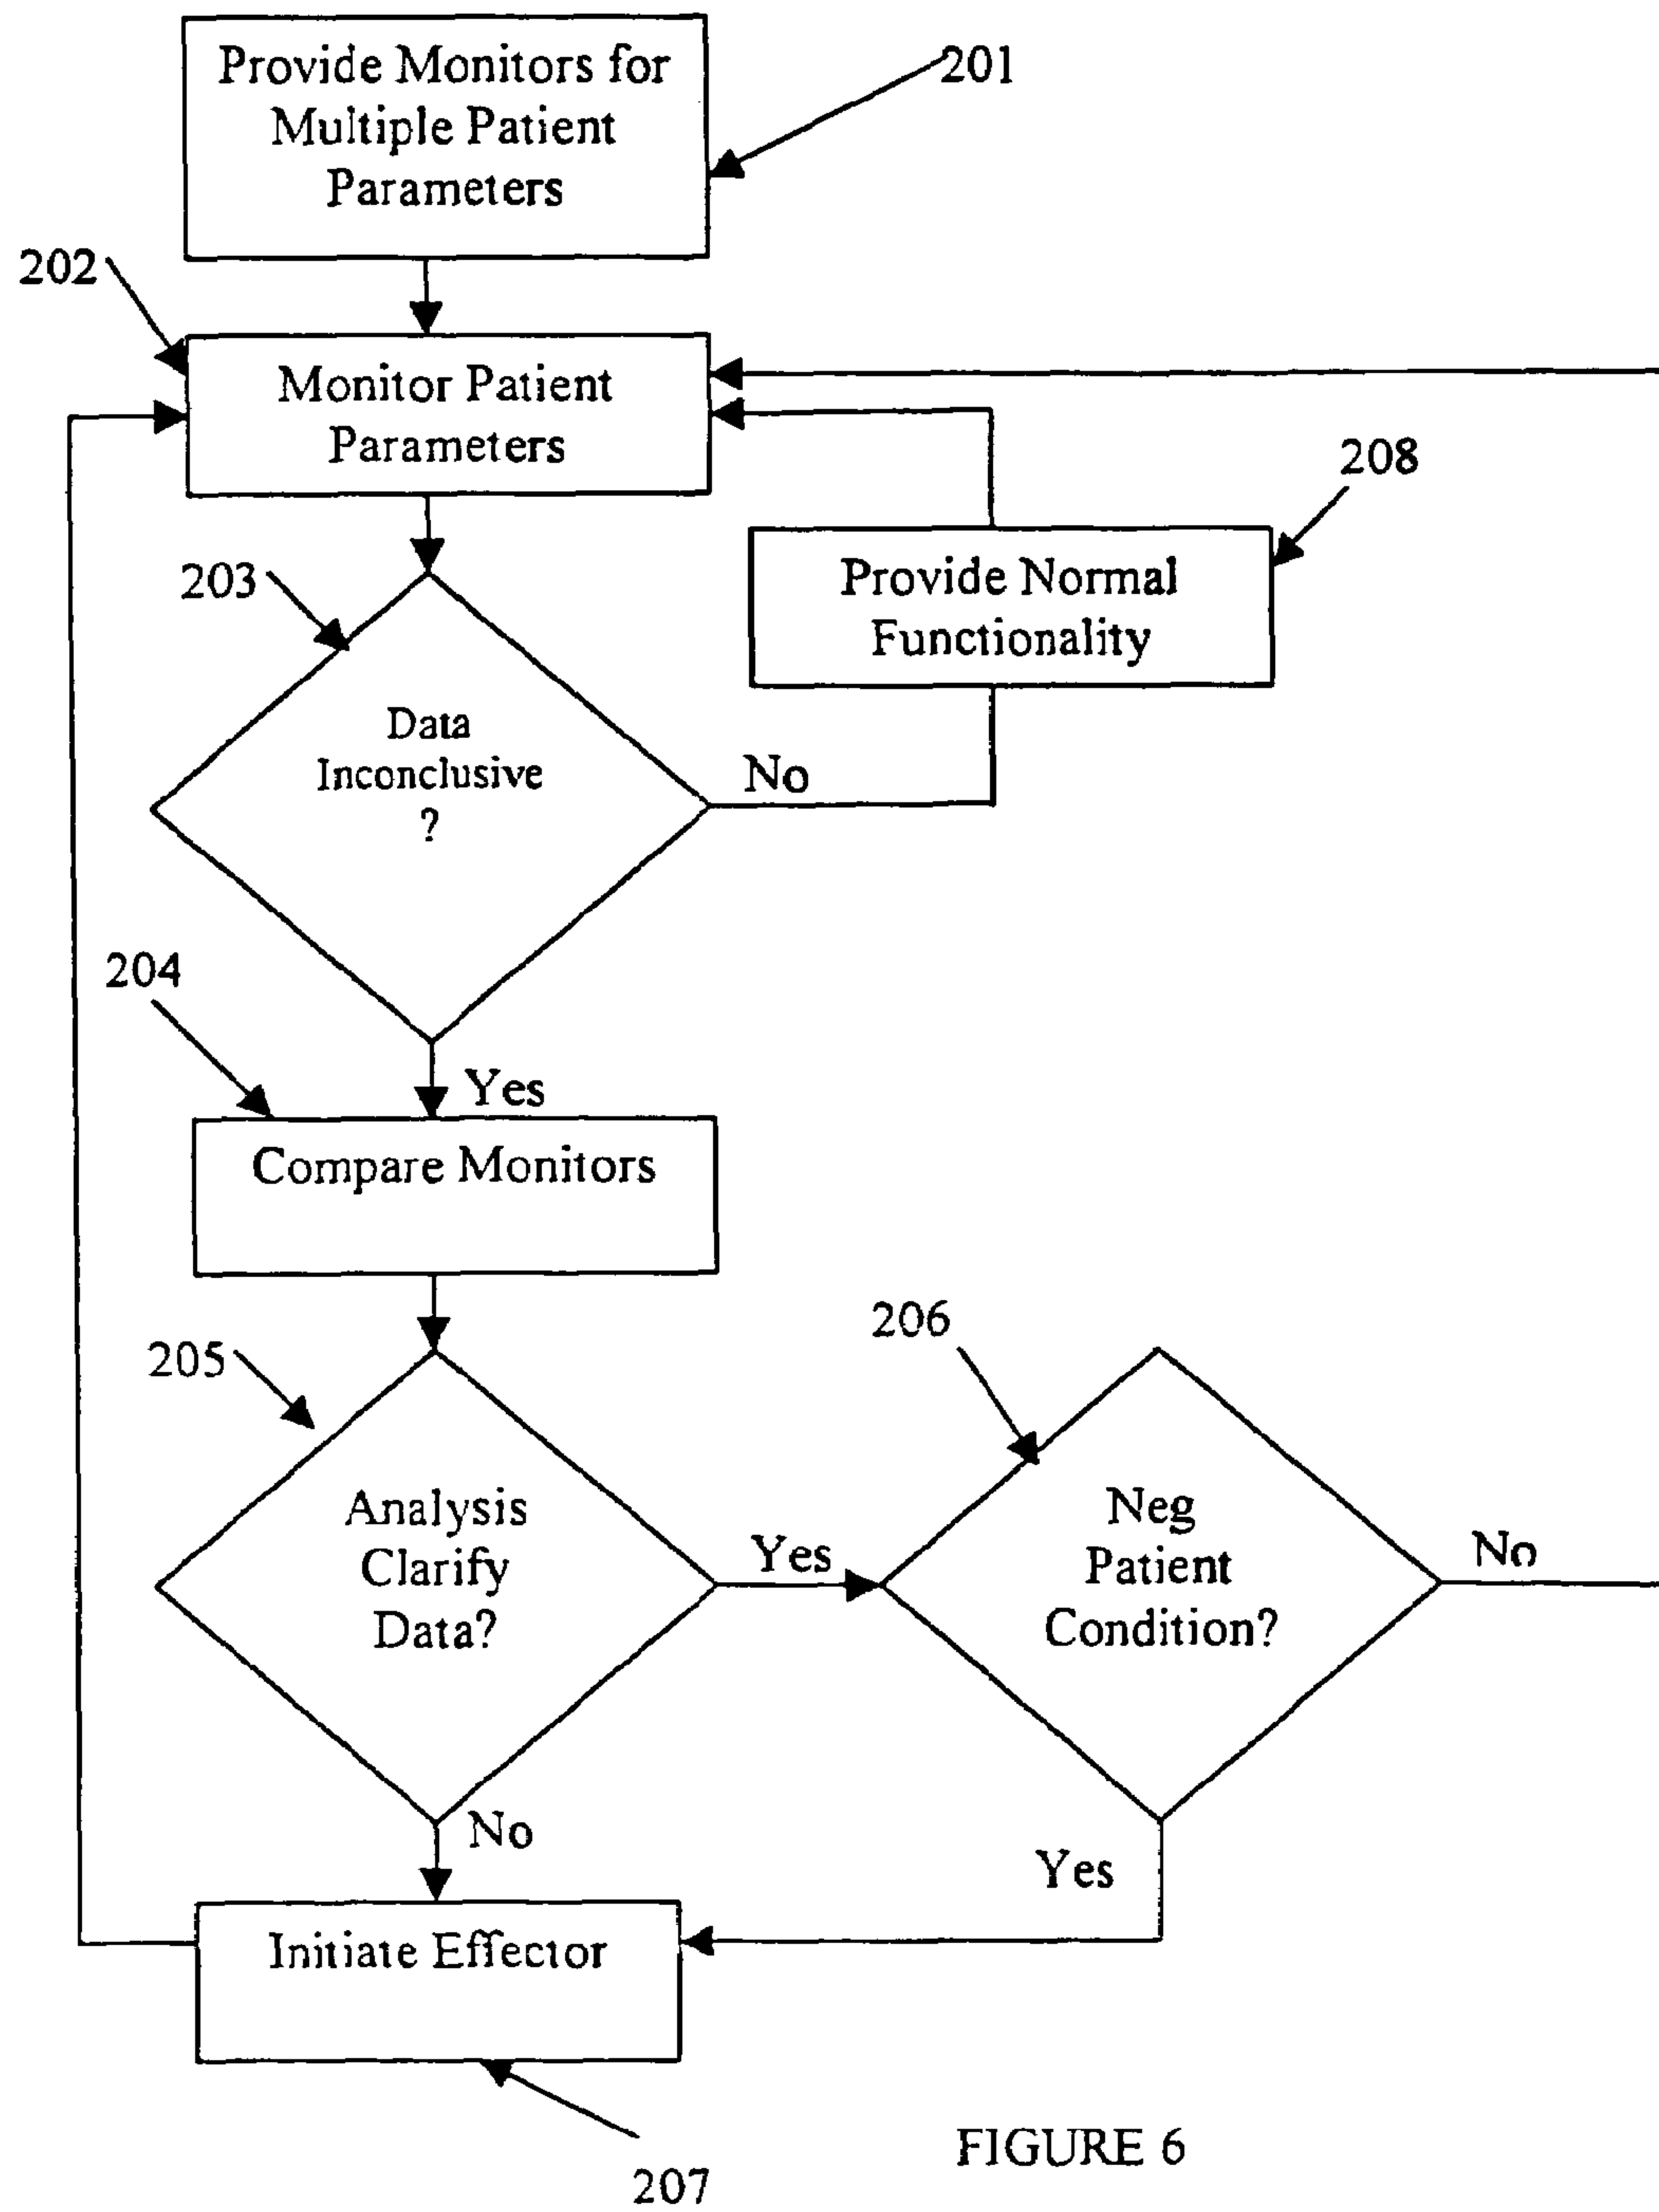 Provide Monitors for
Multiple Patient
Parameters
201
202
Monitor Patient
Parameters
208
Provide Normal
Functionality
203
Data
Inconclusive
?
No
204
Yes
Compare Monitors
206
205
Analysis
Clarify
Data?
Yes
Neg
Patient
Condition?
No
No
Yes
Initiate Effector
FIGURE 6
207